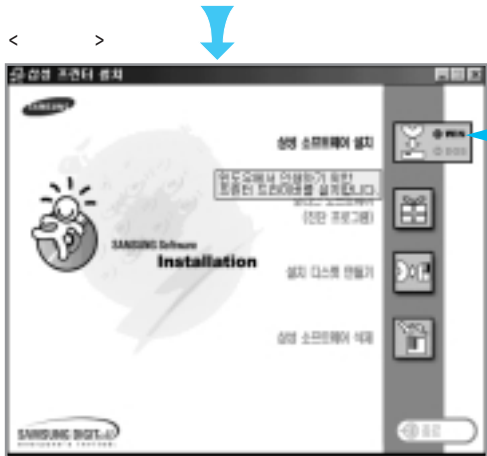 < >
삼성 프린터 설치
SAMSUNG
삼성 소프트웨어 설치
WIN
DOS
윈도우에서 인쇄하기 위한
프린터 드라이버를 설치합니다.
(진단 프로그램)
SAMSUNG Software
Installation
설치 디스켓 만들기
삼성 소프트웨어 삭제
SAMSUNG DIGITall
종료